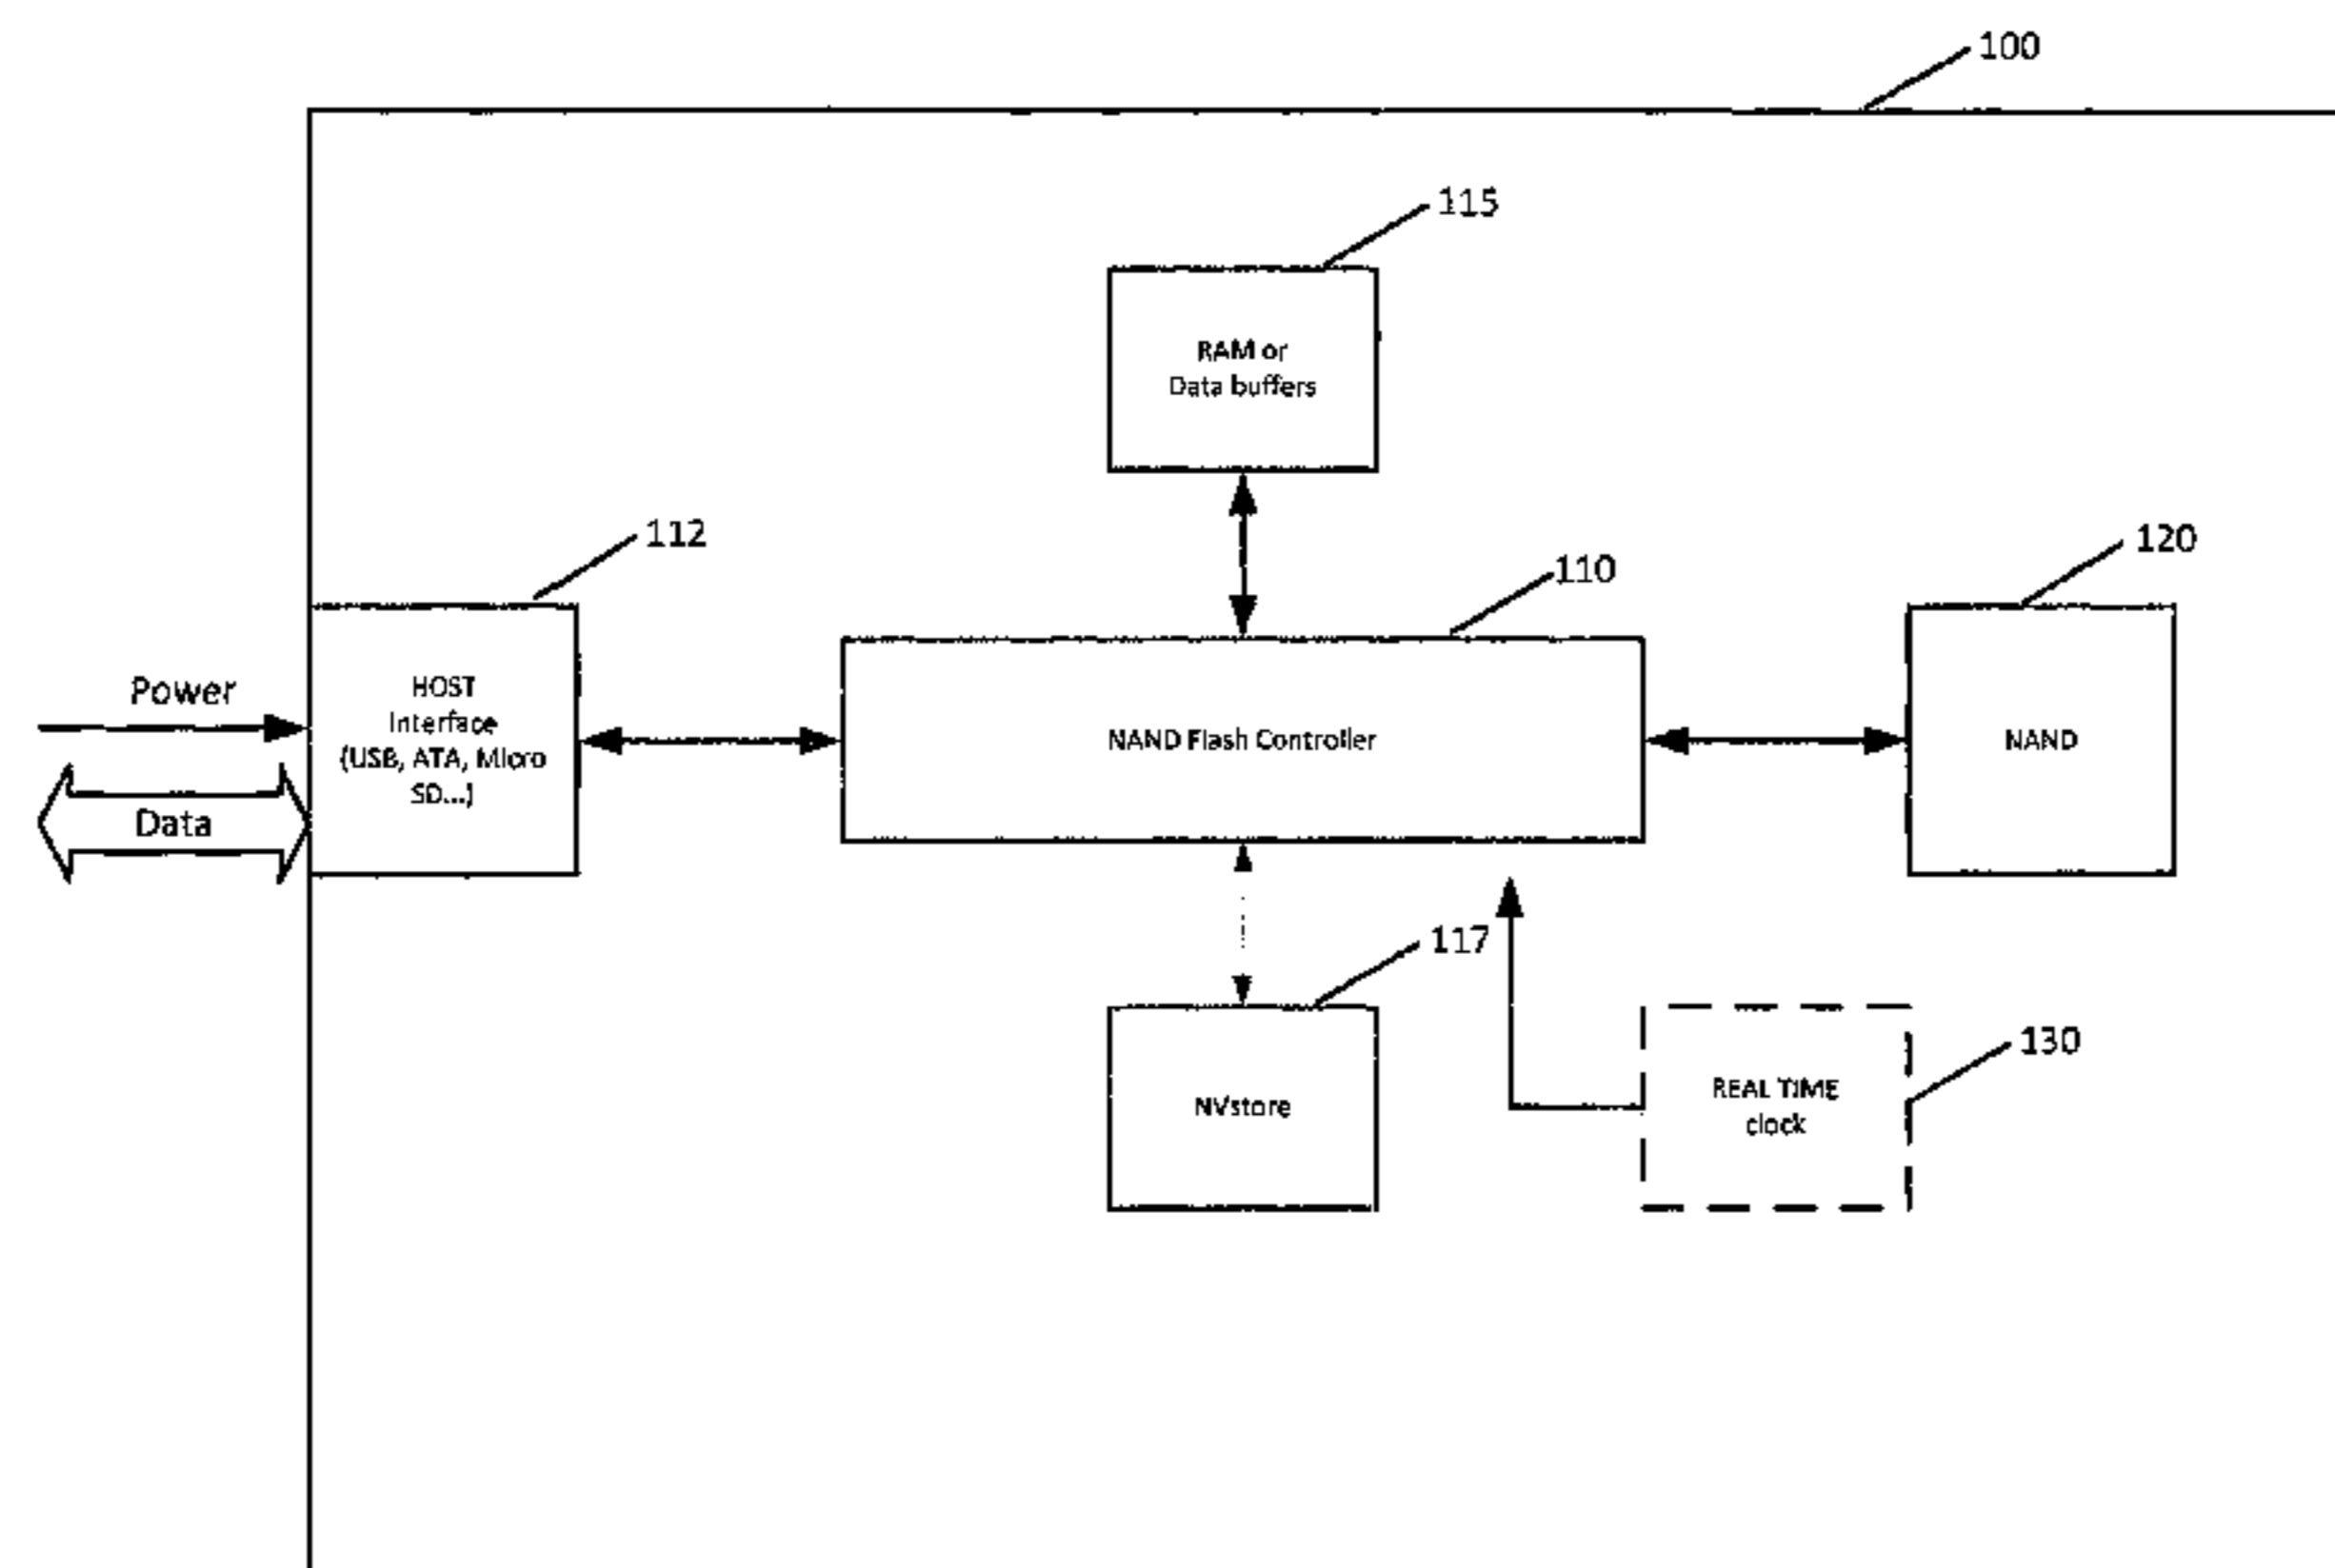 100
115
RAM or
Data buffers
112
110
120
Power
HOST
Interface
(USB, ATA, Micro
SD...)
NAND Flash Controller
NAND
Data
117
130
NVstore
REAL TIME
clock